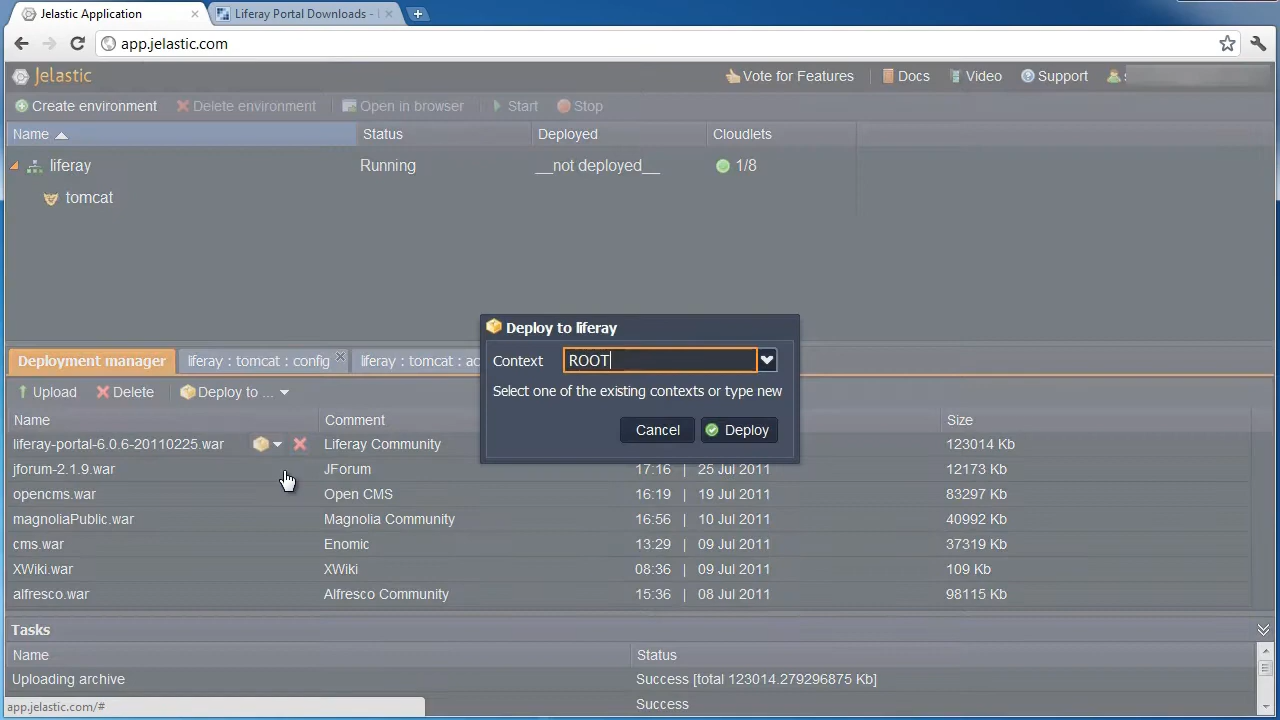 Jelastic Application
Liferay Portal Downloads -
app.jelastic.com
Jelastic
Vote for Features
Docs
Video
Support
Create environment
Delete environment
Open in browser
Start
Stop
Name
Status
Deployed
Cloudlets
liferay
Running
__not deployed__
1/8
tomcat
Deploy to liferay
Context
ROOT
Select one of the existing contexts or type new
Cancel
Deploy
Deployment manager
liferay : tomcat : config
liferay : tomcat : ac
Upload
Delete
Deploy to ...
Name
Comment
Size
liferay-portal-6.0.6-20110225.war
Liferay Community
123014 Kb
jforum-2.1.9.war
JForum
17:16 | 25 Jul 2011
12173 Kb
opencms.war
Open CMS
16:19 | 19 Jul 2011
83297 Kb
magnoliaPublic.war
Magnolia Community
16:56 | 10 Jul 2011
40992 Kb
cms.war
Enomic
13:29 | 09 Jul 2011
37319 Kb
XWiki.war
XWiki
08:36 | 09 Jul 2011
109 Kb
alfresco.war
Alfresco Community
15:36 | 08 Jul 2011
98115 Kb
Tasks
Name
Status
Uploading archive
Success [total 123014.279296875 Kb]
Success
app.jelastic.com/#